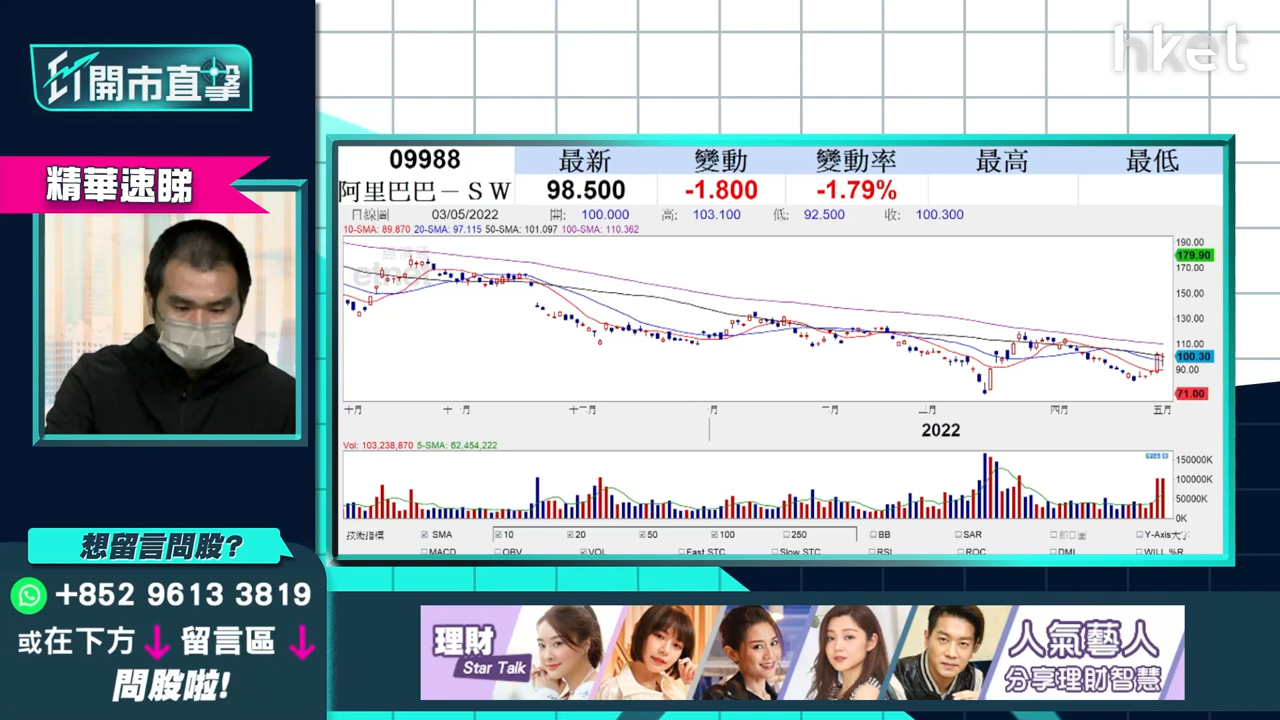 開市直擊
hket
精華速睇
09988
最新 變動 變動率 最高 最低
阿里巴巴－ＳＷ 98.500 -1.800 -1.79%
日線圖 03/05/2022 開: 100.000 高: 103.100 低: 92.500 收: 100.300
10-SMA: 89.870 20-SMA: 97.115 50-SMA: 101.097 100-SMA: 110.362
190.00
179.90
170.00
150.00
130.00
110.00
100.30
90.00
71.00
十月 十一月 十二月 二月 三月 四月 五月
2022
Vol: 103,238,870 5-SMA: 62,454,222
150000K
100000K
50000K
0K
技術指標 SMA 10 20 50 100 250 BB SAR Y-Axis大
MACD OBV VOL Fast STC Slow STC RSI ROC DMI WILL %R
想留言問股?
+852 9613 3819
或在下方 留言區
問股啦!
理財
Star Talk
人氣藝人
分享理財智慧